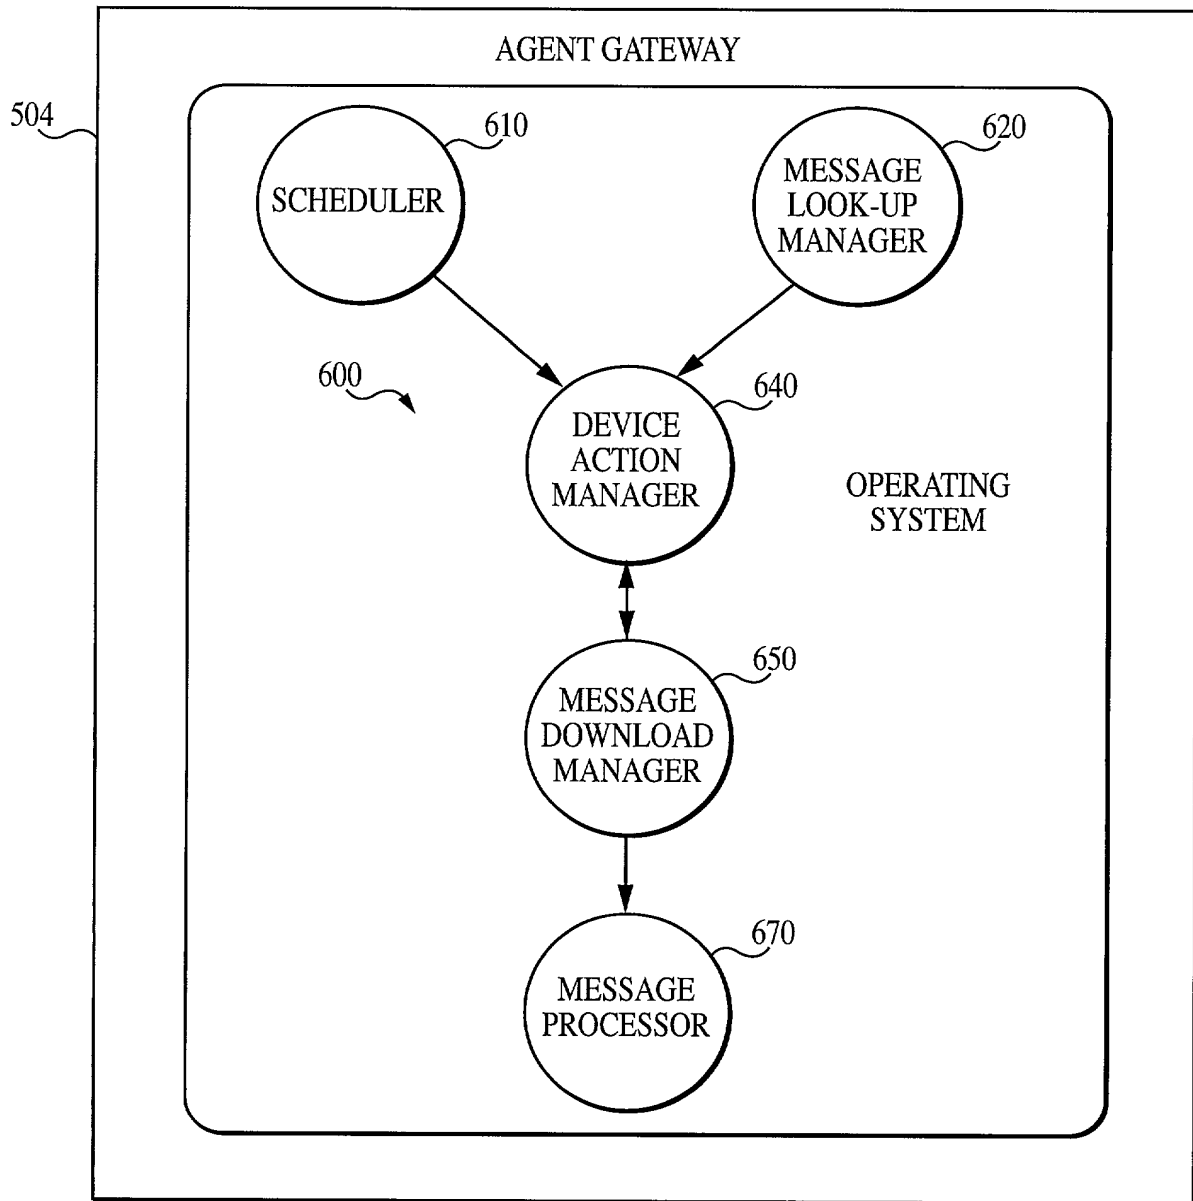 AGENT GATEWAY
504
610
620
SCHEDULER
MESSAGE
LOOK-UP
MANAGER
600
640
DEVICE
ACTION
MANAGER
OPERATING
SYSTEM
650
MESSAGE
DOWNLOAD
MANAGER
670
MESSAGE
PROCESSOR